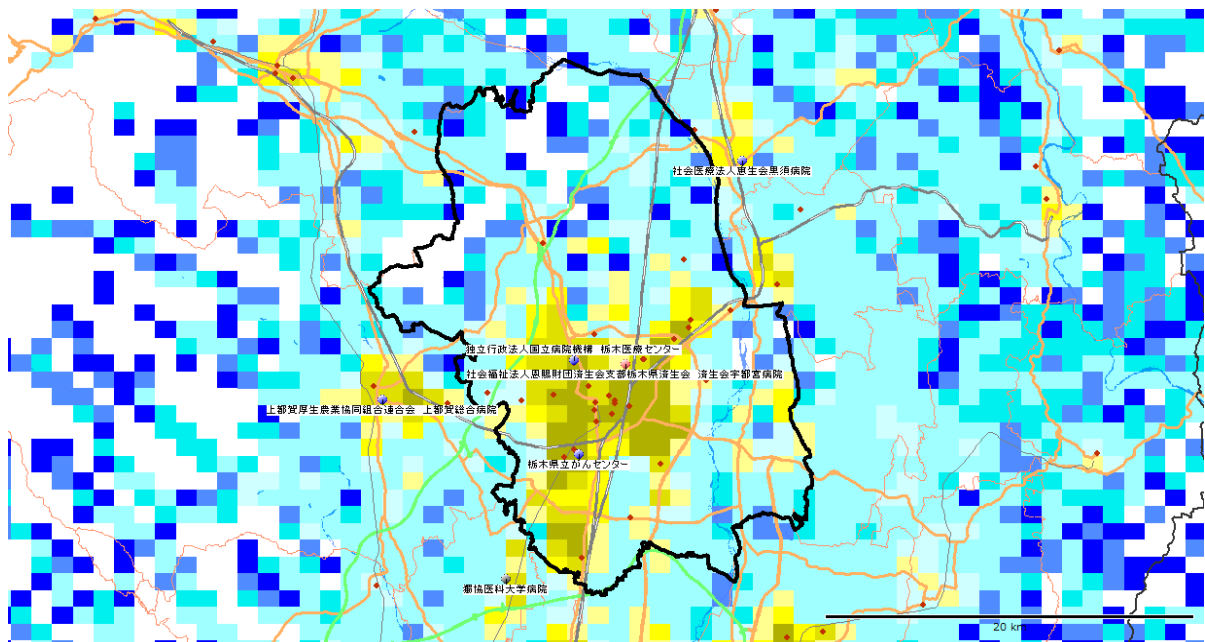 社会医療法人恵生会黒須病院
独立行政法人国立病院機構 栃木医療センター
社会福祉法人恩賜財団済生会支部栃木県済生会 済生会宇都宮病院
上都賀厚生農業協同組合連合会 上都賀総合病院
栃木県立がんセンター
獨協医科大学病院
20 km